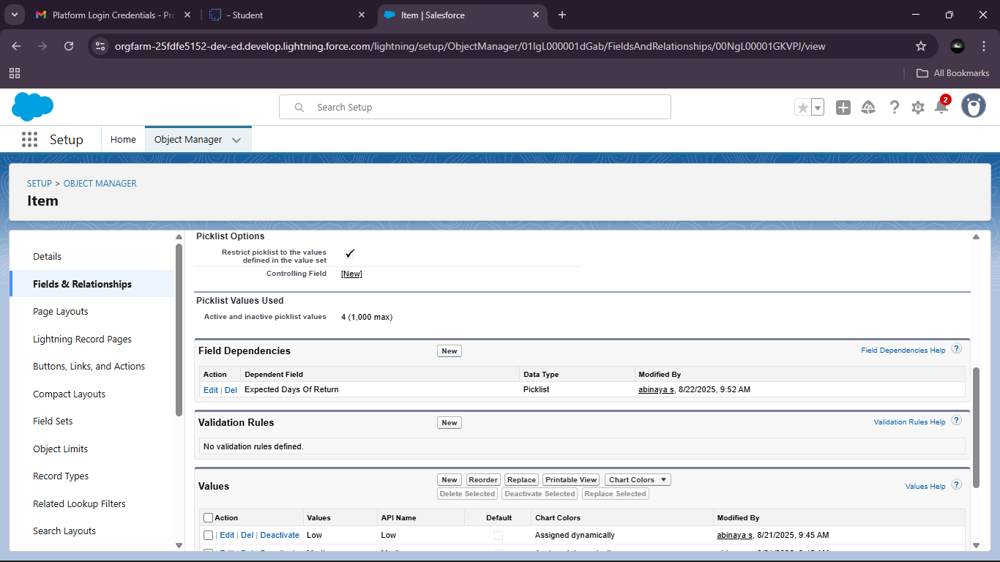 Platform Login Credentials - Pr
- Student
Item | Salesforce
orgfarm-25fdfe5152-dev-ed.develop.lightning.force.com/lightning/setup/ObjectManager/01IgL000001dGab/FieldsAndRelationships/00NgL00001GKVPJ/view
All Bookmarks
Search Setup
2
Setup
Home
Object Manager
SETUP > OBJECT MANAGER
Item
Details
Fields & Relationships
Page Layouts
Lightning Record Pages
Buttons, Links, and Actions
Compact Layouts
Field Sets
Object Limits
Record Types
Related Lookup Filters
Search Layouts
Picklist Options
Restrict picklist to the values
defined in the value set
Controlling Field [New]
Picklist Values Used
Active and inactive picklist values 4 (1,000 max)
Field Dependencies New Field Dependencies Help ?
Action Dependent Field Data Type Modified By
Edit | Del Expected Days Of Return Picklist abinaya s, 8/22/2025, 9:52 AM
Validation Rules New Validation Rules Help ?
No validation rules defined.
Values New Reorder Replace Printable View Chart Colors Values Help ?
Delete Selected Deactivate Selected Replace Selected
Action Values API Name Default Chart Colors Modified By
| Edit | Del | Deactivate Low Low Assigned dynamically abinaya s, 8/21/2025, 9:45 AM